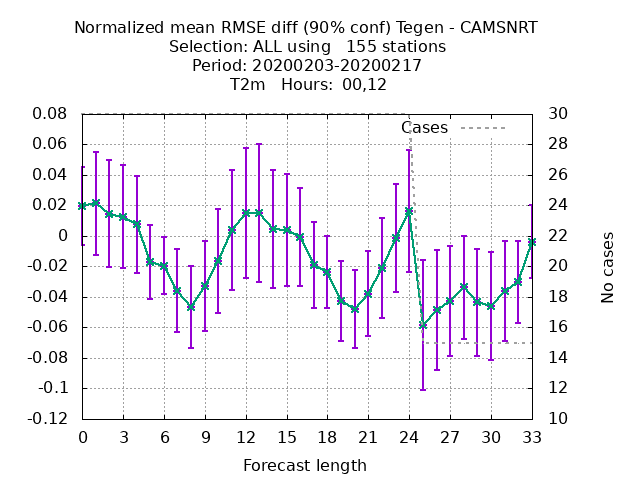 Normalized mean RMSE diff (90% conf) Tegen - CAMSNRT
Selection: ALL using   155 stations
Period: 20200203-20200217
T2m   Hours: 00,12
Cases
0.08
0.06
0.04
0.02
0
-0.02
-0.04
-0.06
-0.08
-0.1
-0.12
30
28
26
24
22
20
18
16
14
12
10
No cases
0 3 6 9 12 15 18 21 24 27 30 33
Forecast length